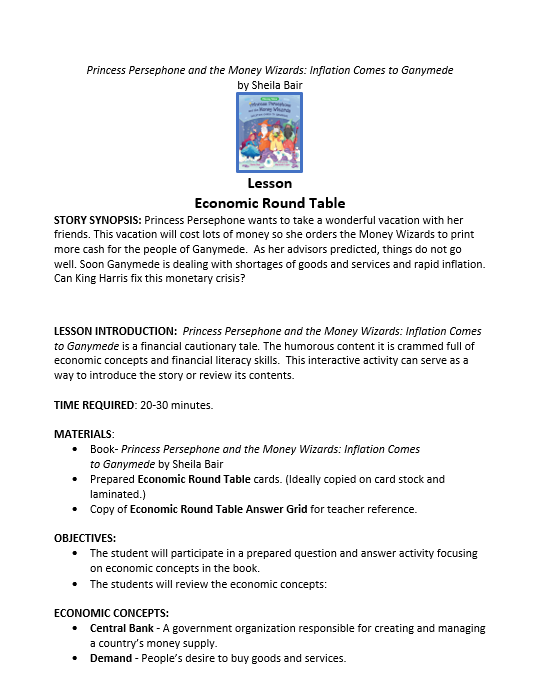 Princess Persephone and the Money Wizards: Inflation Comes to Ganymede
by Sheila Bair
Princess Persephone
and the Money Wizards
Lesson
Economic Round Table
STORY SYNOPSIS: Princess Persephone wants to take a wonderful vacation with her
friends. This vacation will cost lots of money so she orders the Money Wizards to print
more cash for the people of Ganymede.  As her advisors predicted, things do not go
well. Soon Ganymede is dealing with shortages of goods and services and rapid inflation.
Can King Harris fix this monetary crisis?
LESSON INTRODUCTION:  Princess Persephone and the Money Wizards: Inflation Comes
to Ganymede is a financial cautionary tale. The humorous content it is crammed full of
economic concepts and financial literacy skills.  This interactive activity can serve as a
way to introduce the story or review its contents.
TIME REQUIRED: 20-30 minutes.
MATERIALS:
• Book- Princess Persephone and the Money Wizards: Inflation Comes
to Ganymede by Sheila Bair
• Prepared Economic Round Table cards. (Ideally copied on card stock and
laminated.)
• Copy of Economic Round Table Answer Grid for teacher reference.
OBJECTIVES:
• The student will participate in a prepared question and answer activity focusing
on economic concepts in the book.
• The students will review the economic concepts:
ECONOMIC CONCEPTS:
• Central Bank - A government organization responsible for creating and managing
a country's money supply.
• Demand - People's desire to buy goods and services.